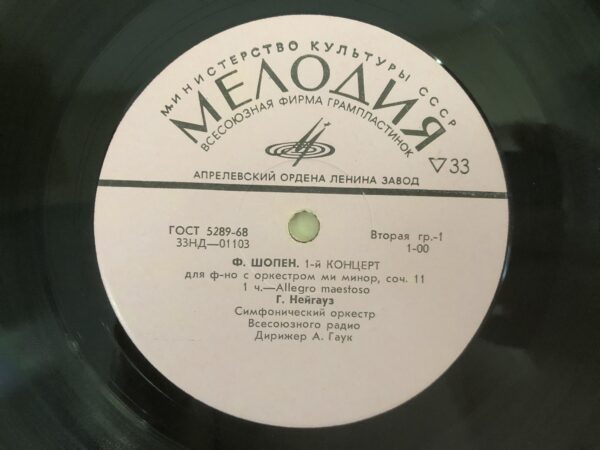 МИНИСТЕРСТВО КУЛЬТУРЫ СССР
МЕЛОДИЯ
ВСЕСОЮЗНАЯ ФИРМА ГРАМПЛАСТИНОК
▽33
АПРЕЛЕВСКИЙ ОРДЕНА ЛЕНИНА ЗАВОД
ГОСТ 5289-68
33НД—01103
Вторая гр.-1
1-00
Ф. ШОПЕН. 1-й КОНЦЕРТ
для ф-но с оркестром ми минор, соч. 11
1 ч.—Allegro maestoso
Г. Нейгауз
Симфонический оркестр
Всесоюзного радио
Дирижер А. Гаук